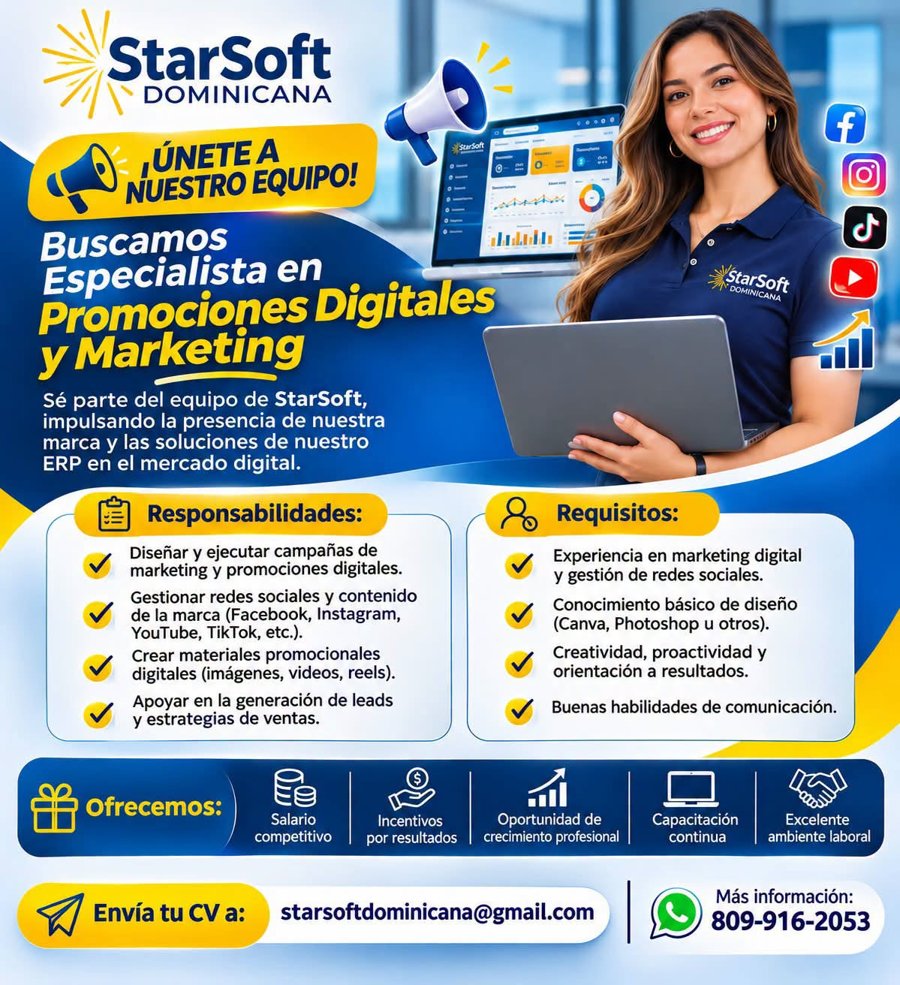 StarSoft
DOMINICANA
¡ÚNETE A
NUESTRO EQUIPO!
Buscamos
Especialista en
Promociones Digitales
y Marketing
Sé parte del equipo de StarSoft,
impulsando la presencia de nuestra
marca y las soluciones de nuestro
ERP en el mercado digital.
StarSoft
StarSoft
DOMINICANA
Responsabilidades:
Diseñar y ejecutar campañas de
marketing y promociones digitales.
Gestionar redes sociales y contenido
de la marca (Facebook, Instagram,
YouTube, TikTok, etc.).
Crear materiales promocionales
digitales (imágenes, videos, reels).
Apoyar en la generación de leads
y estrategias de ventas.
Requisitos:
Experiencia en marketing digital
y gestión de redes sociales.
Conocimiento básico de diseño
(Canva, Photoshop u otros).
Creatividad, proactividad y
orientación a resultados.
Buenas habilidades de comunicación.
Ofrecemos:
Salario
competitivo
Incentivos
por resultados
Oportunidad de
crecimiento profesional
Capacitación
continua
Excelente
ambiente laboral
Envía tu CV a:
starsoftdominicana@gmail.com
Más información:
809-916-2053